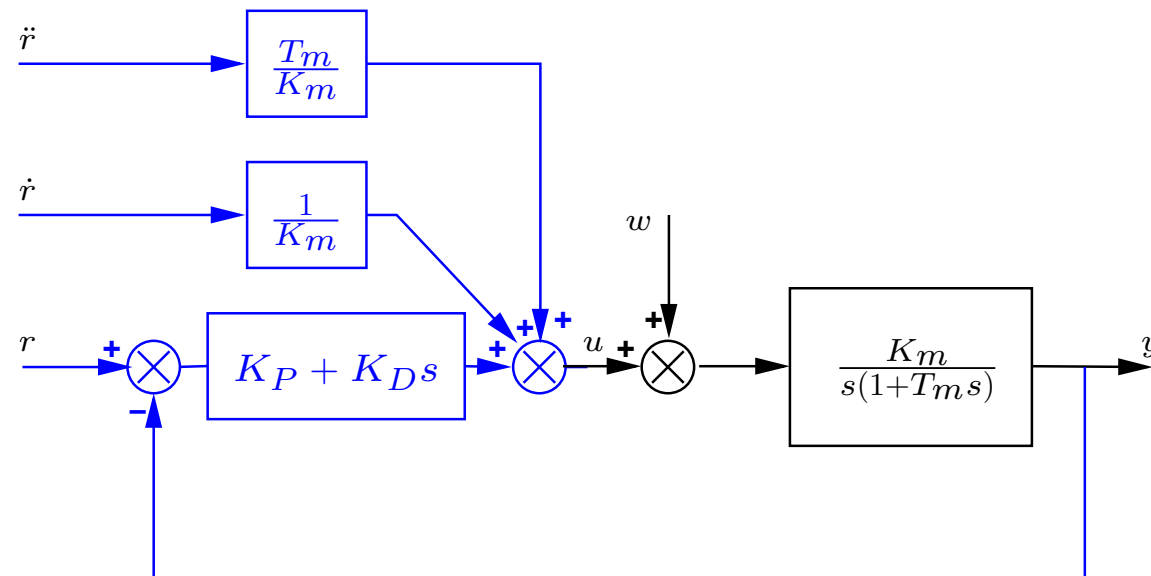 r̈
T_m/K_m
ṙ
1/K_m
w
+ + +
+
r + K_P + K_D s + u + K_m/s(1+T_m s) y
−